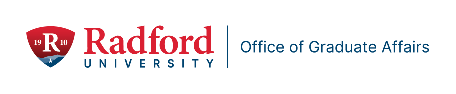 19 R 10
Radford
UNIVERSITY
Office of Graduate Affairs